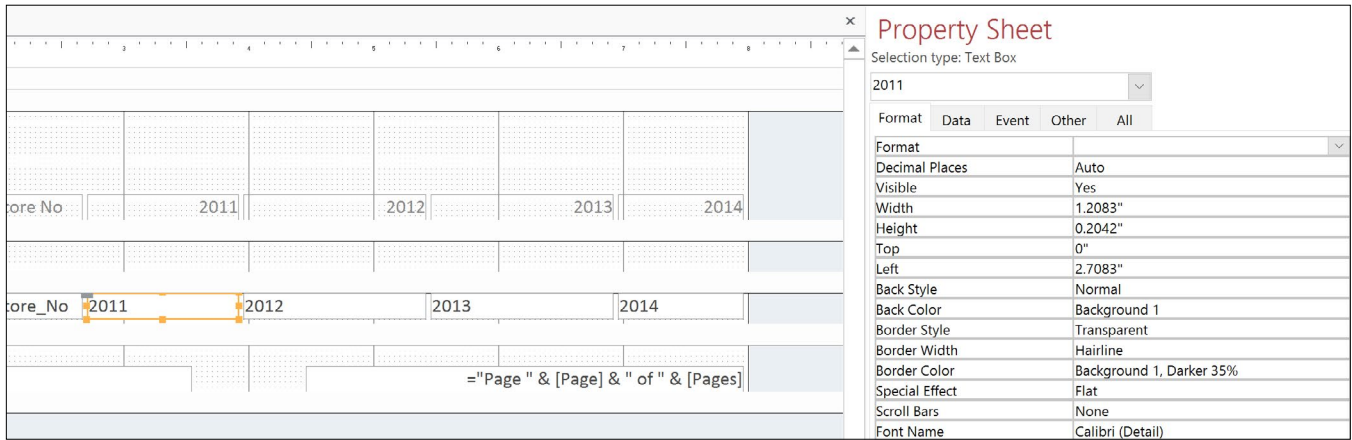 ×
3 4 5 6 7 8
core No 2011 2012 2013 2014
core_No 2011 2012 2013 2014
="Page " & [Page] & " of " & [Pages]
Property Sheet
Selection type: Text Box
2011
Format Data Event Other All
Format
Decimal Places Auto
Visible Yes
Width 1.2083"
Height 0.2042"
Top 0"
Left 2.7083"
Back Style Normal
Back Color Background 1
Border Style Transparent
Border Width Hairline
Border Color Background 1, Darker 35%
Special Effect Flat
Scroll Bars None
Font Name Calibri (Detail)